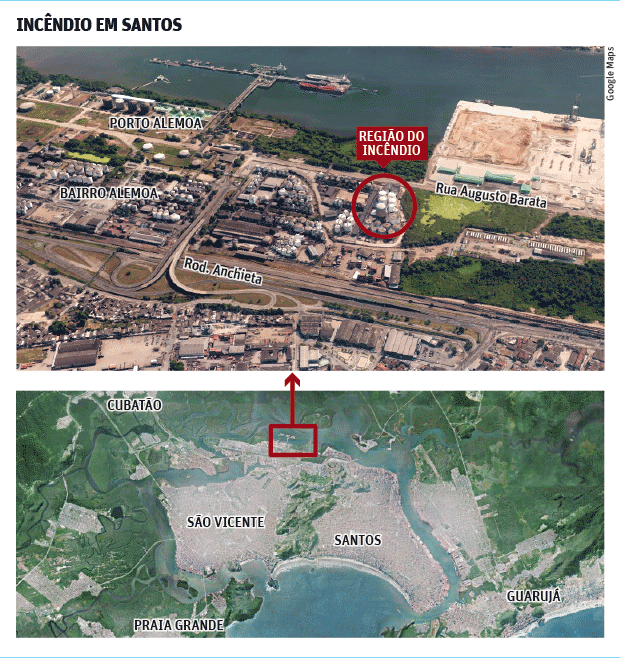 INCÊNDIO EM SANTOS
Google Maps
PORTO ALEMOA
REGIÃO DO
INCÊNDIO
BAIRRO ALEMOA
Rua Augusto Barata
Rod. Anchieta
CUBATÃO
SÃO VICENTE
SANTOS
GUARUJÁ
PRAIA GRANDE